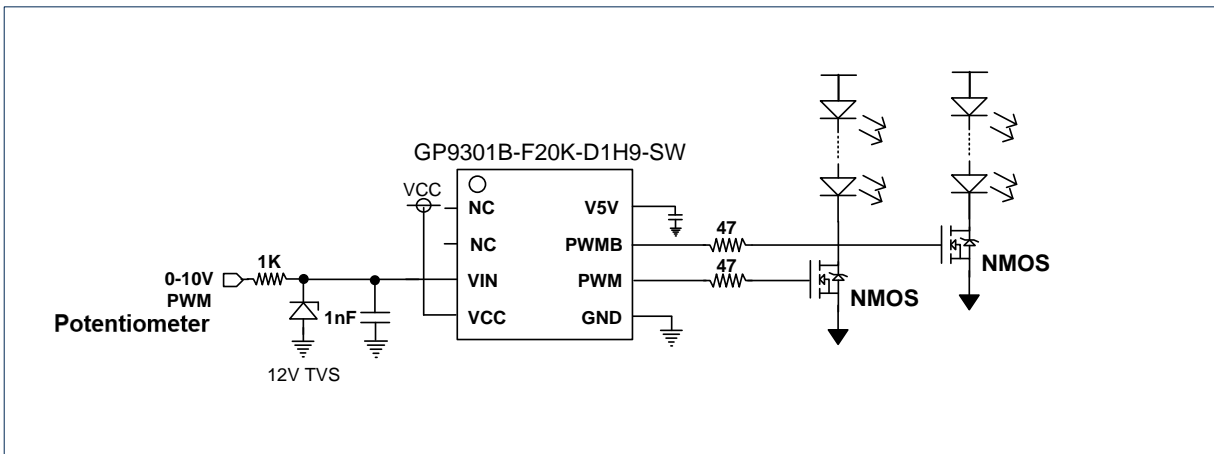 GP9301B-F20K-D1H9-SW
VCC
NC
V5V
NC
PWMB
47
VIN
PWM
47
VCC
GND
0-10V
PWM
Potentiometer
1K
1nF
12V TVS
NMOS
NMOS